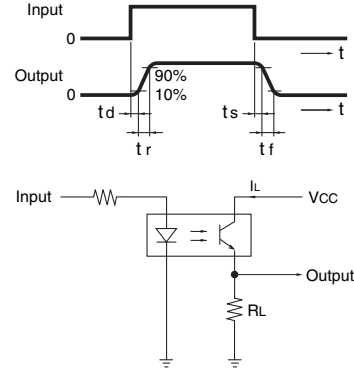 Input
0
t
Output
90%
0
10%
t
td
ts
tr
tf
IL
Input
VCC
Output
RL